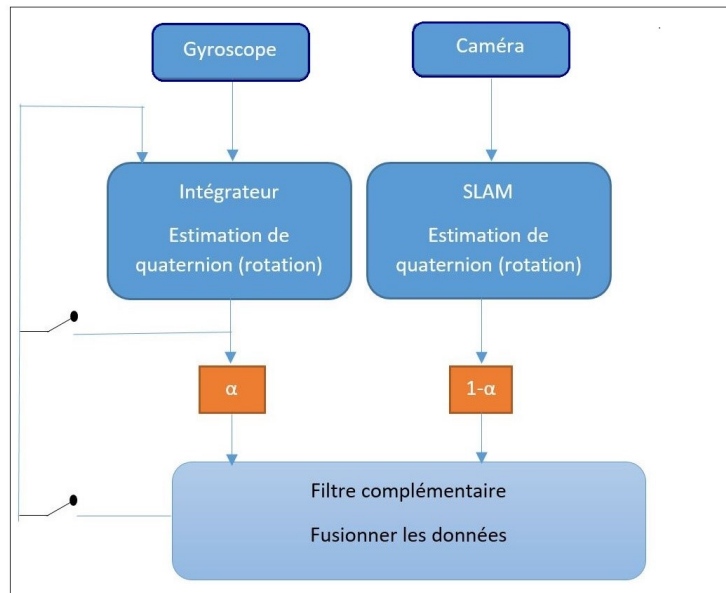 Gyroscope
Caméra
Intégrateur
Estimation de
quaternion (rotation)
SLAM
Estimation de
quaternion (rotation)
α
1-α
Filtre complémentaire
Fusionner les données